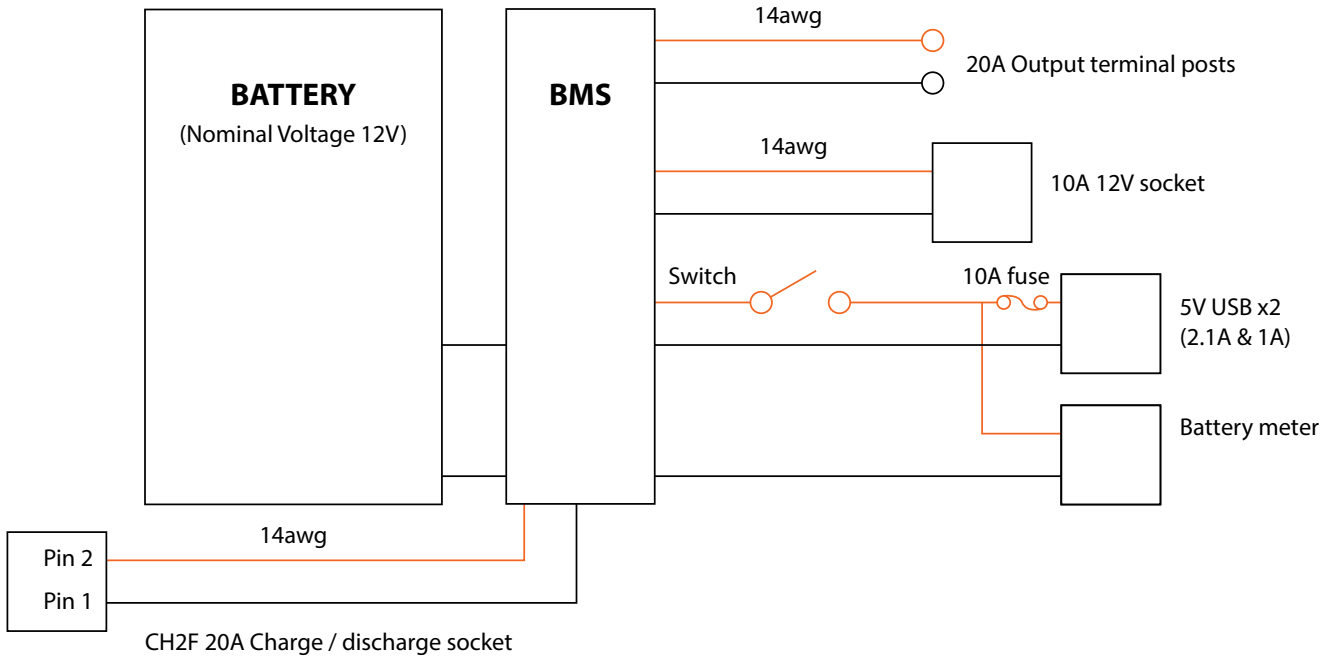 14awg
20A Output terminal posts
BATTERY
(Nominal Voltage 12V)
BMS
14awg
10A 12V socket
Switch
10A fuse
5V USB x2
(2.1A & 1A)
Battery meter
14awg
Pin 2
Pin 1
CH2F 20A Charge / discharge socket